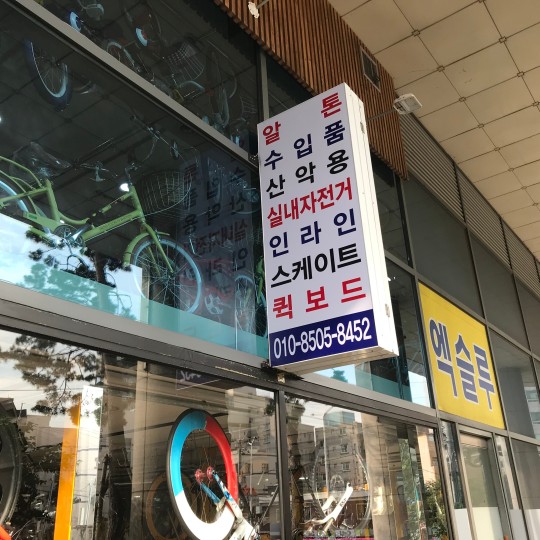 알 톤
수입품
산악용
실내자전거
인라인
스케이트
퀵보드
010-8505-8452
엑슬루